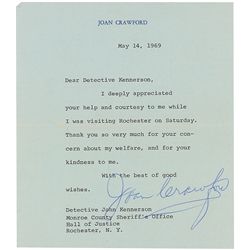 JOAN CRAWFORD
May 14, 1969
Dear Detective Kennerson,
I deeply appreciated
your help and courtesy to me while
I was visiting Rochester on Saturday.
Thank you so very much for your con-
cern about my welfare, and for your
kindness to me.
With the best of good
wishes.
Joan Crawford
Detective John Kennerson
Monroe County Sheriff's Office
Hall of Justice
Rochester, N. Y.